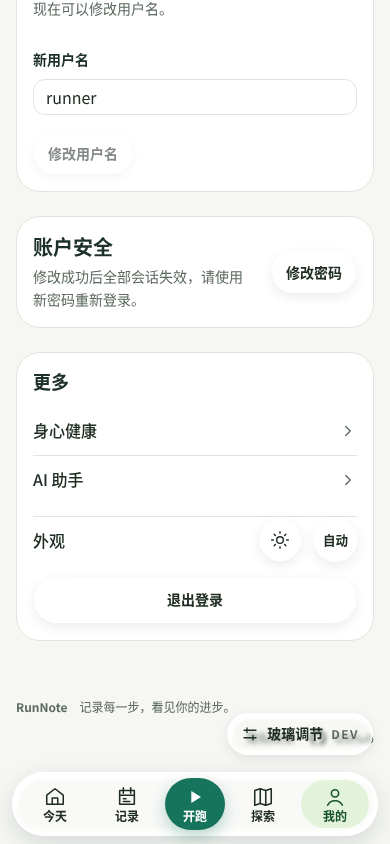 现在可以修改用户名。
新用户名
runner
修改用户名
账户安全
修改成功后全部会话失效，请使用
新密码重新登录。
修改密码
更多
身心健康
AI 助手
外观
自动
退出登录
RunNote 记录每一步，看见你的进步。
玻璃调节 DEV
今天
记录
开跑
探索
我的